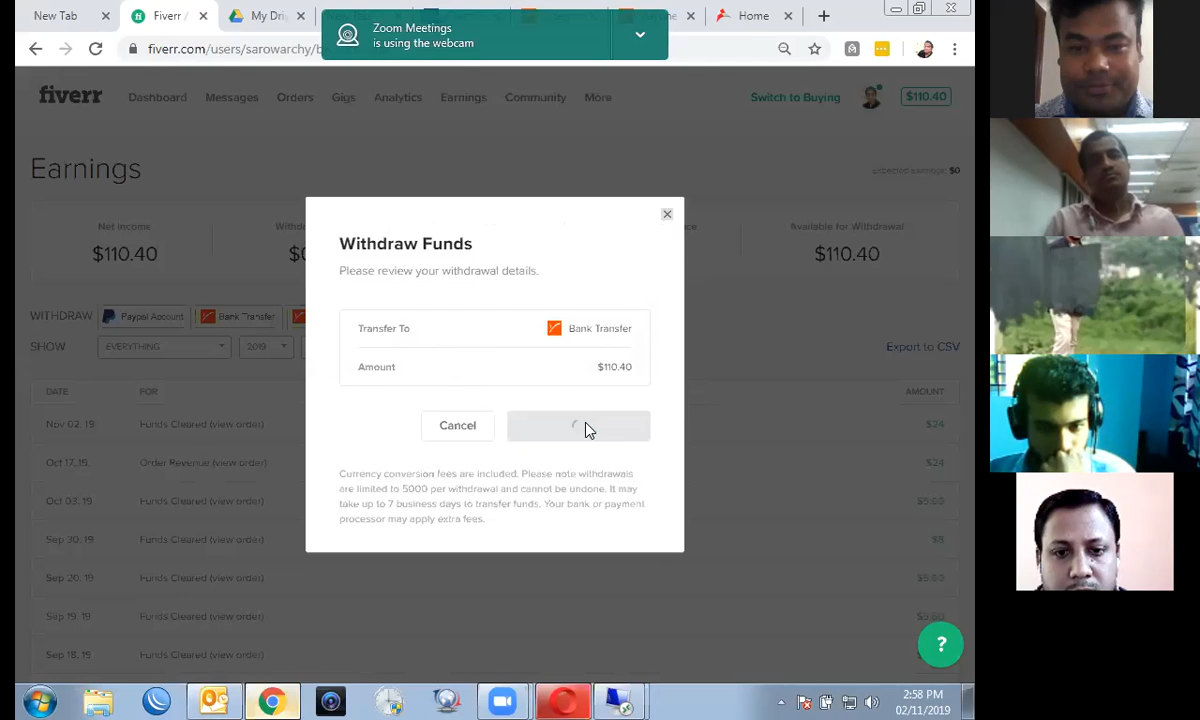 New Tab
Fiverr /
My Dri
Home
Zoom Meetings
is using the webcam
fiverr.com/users/sarowarchy/b
fiverr
Dashboard
Messages
Orders
Gigs
Analytics
Earnings
Community
More
Switch to Buying
$110.40
Earnings
Expected earnings: $0
Net Income
Withd
Available for Withdrawal
$110.40
$110.40
WITHDRAW
Paypal Account
Bank Transfer
SHOW
EVERYTHING
2019
Export to CSV
DATE
FOR
AMOUNT
Nov 02, 19
Funds Cleared (view order)
$24
Oct 17, 19
Order Revenue (view order)
$24
Oct 03, 19
Funds Cleared (view order)
Sep 30, 19
Funds Cleared (view order)
$8
Sep 20, 19
Funds Cleared (view order)
Sep 19, 19
Funds Cleared (view order)
Sep 18, 19
Funds Cleared (view order)
Withdraw Funds
Please review your withdrawal details.
Transfer To
Bank Transfer
Amount
$110.40
Cancel
Currency conversion fees are included. Please note withdrawals
are limited to 5000 per withdrawal and cannot be undone. It may
take up to 7 business days to transfer funds. Your bank or payment
processor may apply extra fees.
?
2:58 PM
02/11/2019